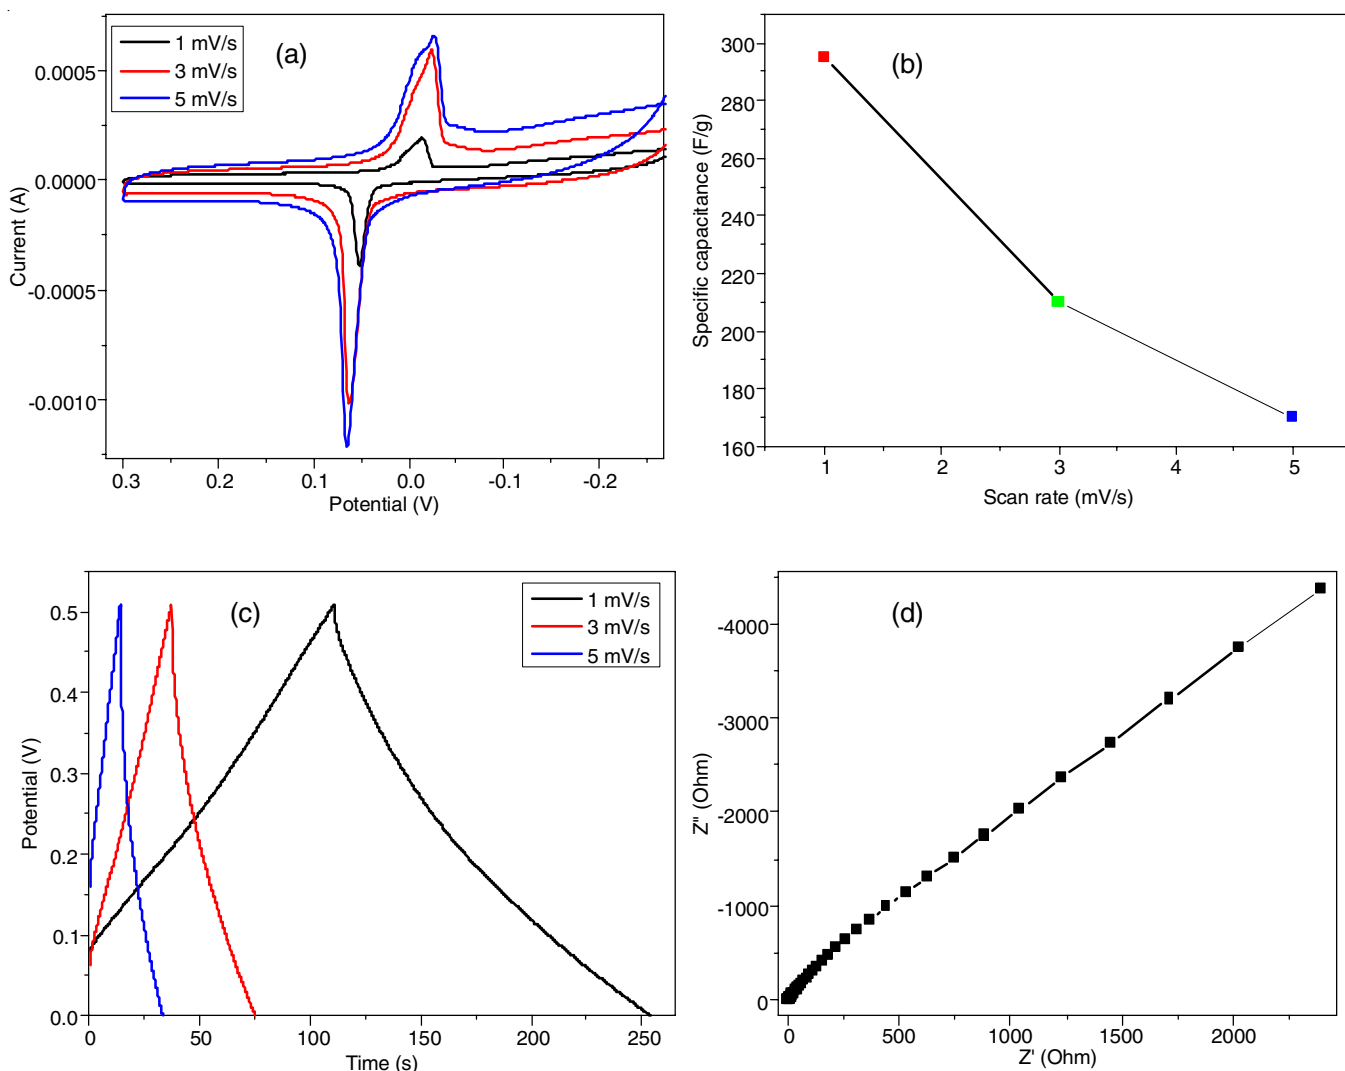 1 mV/s
3 mV/s
5 mV/s
(a)
0.0005
0.0000
-0.0005
-0.0010
Current (A)
0.3
0.2
0.1
0.0
-0.1
-0.2
Potential (V)
(b)
300
280
260
240
220
200
180
160
Specific capacitance (F/g)
1
2
3
4
5
Scan rate (mV/s)
(c)
1 mV/s
3 mV/s
5 mV/s
0.5
0.4
0.3
0.2
0.1
0.0
Potential (V)
0
50
100
150
200
250
Time (s)
(d)
-4000
-3000
-2000
-1000
0
Z'' (Ohm)
0
500
1000
1500
2000
Z' (Ohm)